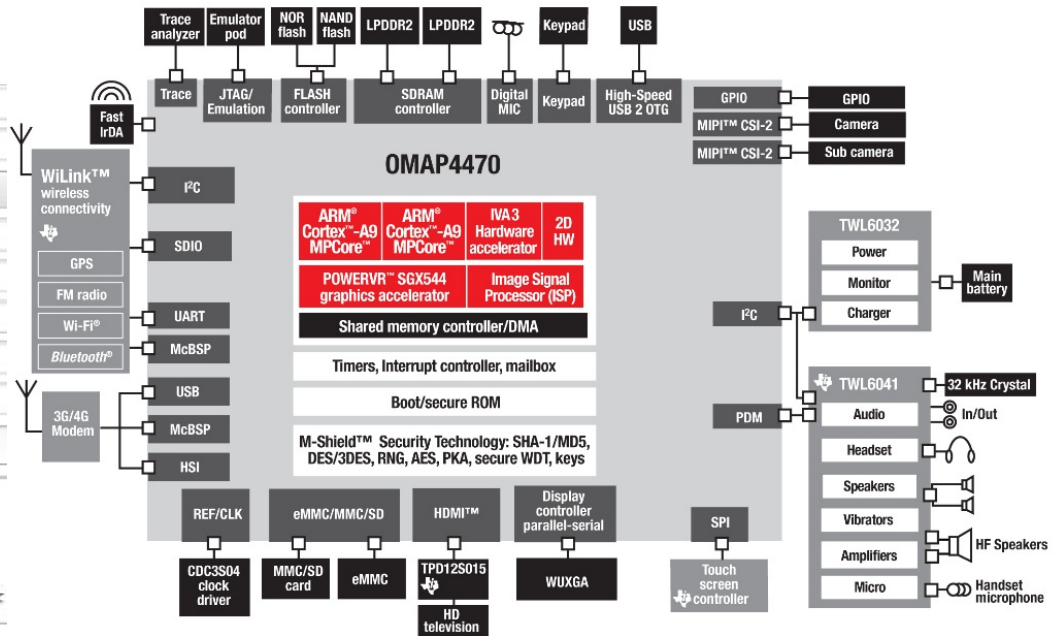 Trace
analyzer
Emulator
pod
NOR
flash
NAND
flash
LPDDR2
LPDDR2
Keypad
USB
Trace
JTAG/
Emulation
FLASH
controller
SDRAM
controller
Digital
MIC
Keypad
High-Speed
USB 2 OTG
GPIO
GPIO
MIPI™ CSI-2
Camera
MIPI™ CSI-2
Sub camera
Fast
IrDA
WiLink™
wireless
connectivity
GPS
FM radio
Wi-Fi®
Bluetooth®
3G/4G
Modem
I²C
SDIO
UART
McBSP
USB
McBSP
HSI
OMAP4470
ARM®
Cortex™-A9
MPCore™
ARM®
Cortex™-A9
MPCore™
IVA3
Hardware
accelerator
2D
HW
POWERVR™ SGX544
graphics accelerator
Image Signal
Processor (ISP)
Shared memory controller/DMA
Timers, Interrupt controller, mailbox
Boot/secure ROM
M-Shield™ Security Technology: SHA-1/MD5,
DES/3DES, RNG, AES, PKA, secure WDT, keys
I²C
PDM
TWL6032
Power
Monitor
Charger
Main
battery
TWL6041
32 kHz Crystal
Audio
In/Out
Headset
Speakers
Vibrators
Amplifiers
HF Speakers
Micro
Handset
microphone
REF/CLK
eMMC/MMC/SD
HDMI™
Display
controller
parallel-serial
SPI
CDC3S04
clock
driver
MMC/SD
card
eMMC
TPD12S015
HD
television
WUXGA
Touch
screen
controller